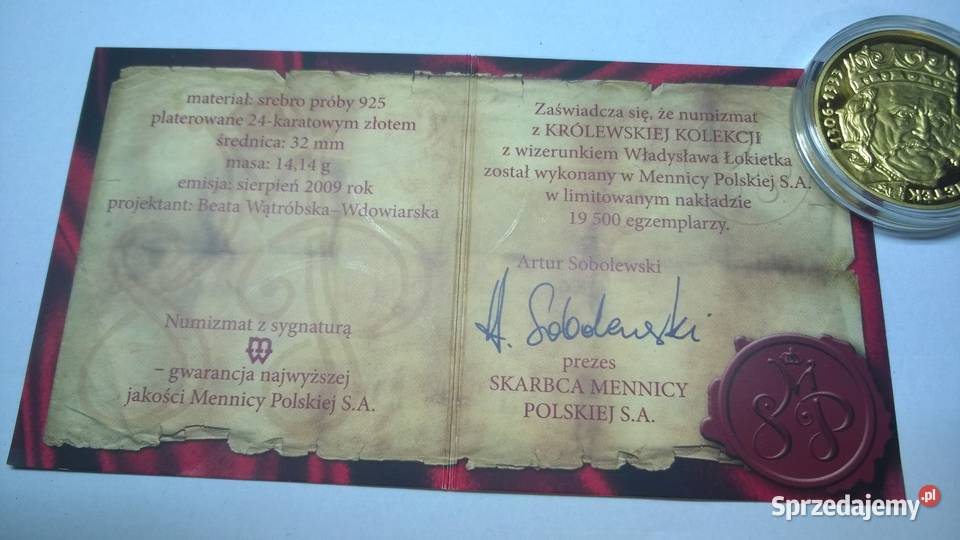 materiał: srebro próby 925
platerowane 24-karatowym złotem
średnica: 32 mm
masa: 14,14 g
emisja: sierpień 2009 rok
projektant: Beata Wątróbska–Wdowiarska
Numizmat z sygnaturą
– gwarancja najwyższej
jakości Mennicy Polskiej S.A.
Zaświadcza się, że numizmat
z KRÓLEWSKIEJ KOLEKCJI
z wizerunkiem Władysława Łokietka
został wykonany w Mennicy Polskiej S.A.
w limitowanym nakładzie
19 500 egzemplarzy.
Artur Sobolewski
A. Sobolewski
prezes
SKARBCA MENNICY
POLSKIEJ S.A.
SMP
Sprzedajemy.pl